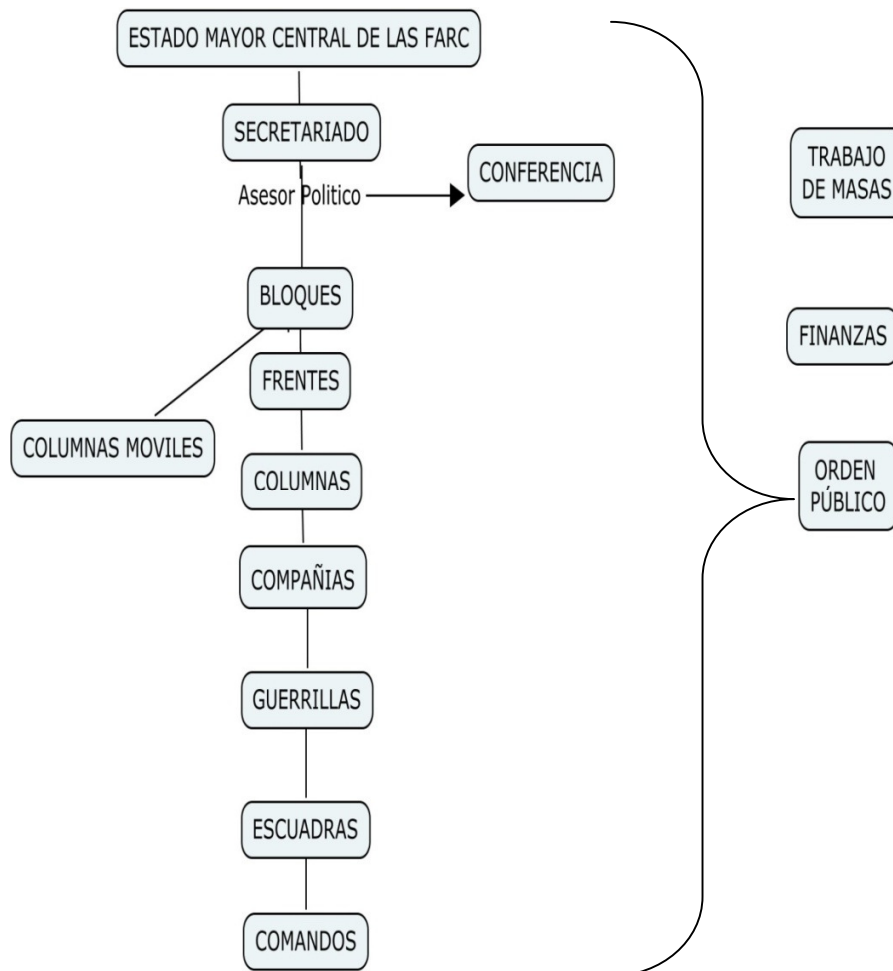 ESTADO MAYOR CENTRAL DE LAS FARC
SECRETARIADO
Asesor Politico
CONFERENCIA
BLOQUES
FRENTES
COLUMNAS MOVILES
COLUMNAS
COMPAÑIAS
GUERRILLAS
ESCUADRAS
COMANDOS
TRABAJO
DE MASAS
FINANZAS
ORDEN
PÚBLICO